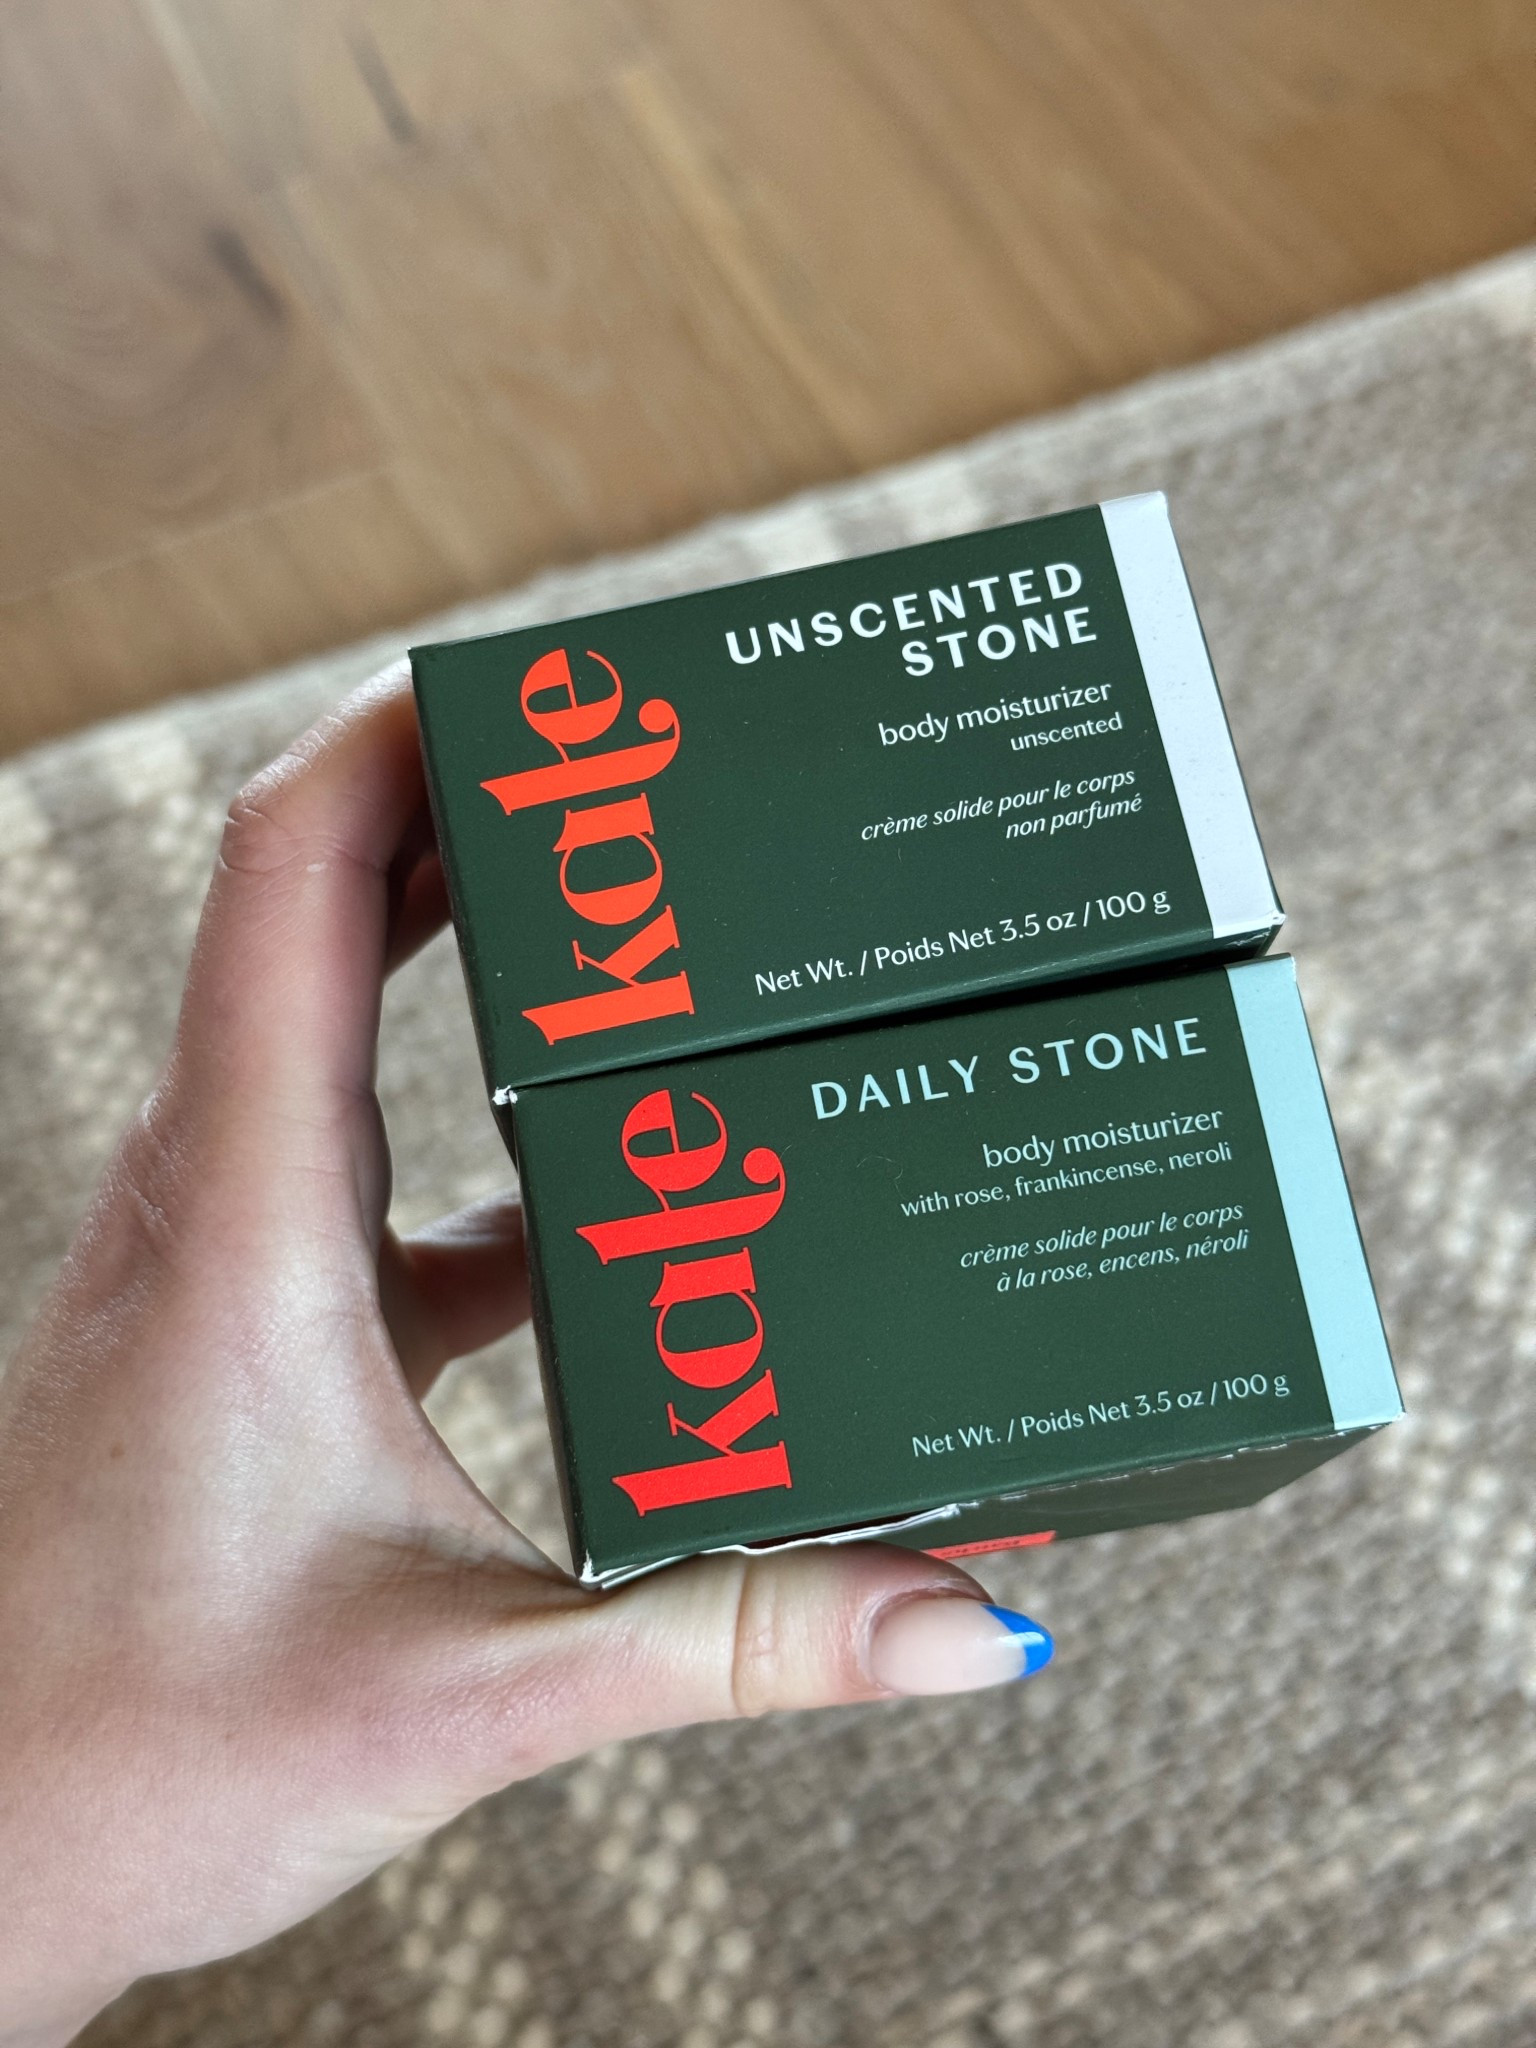 kate
UNSCENTED
STONE
body moisturizer
unscented
crème solide pour le corps
non parfumé
Net Wt. / Poids Net 3.5 oz / 100 g
kate
DAILY STONE
body moisturizer
with rose, frankincense, neroli
crème solide pour le corps
à la rose, encens, néroli
Net Wt. / Poids Net 3.5 oz / 100 g